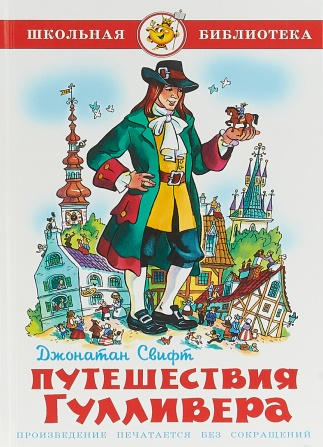 ШКОЛЬНАЯ БИБЛИОТЕКА
Джонатан Свифт
ПУТЕШЕСТВИЯ
ГУЛЛИВЕРА
ПРОИЗВЕДЕНИЕ ПЕЧАТАЕТСЯ БЕЗ СОКРАЩЕНИЙ